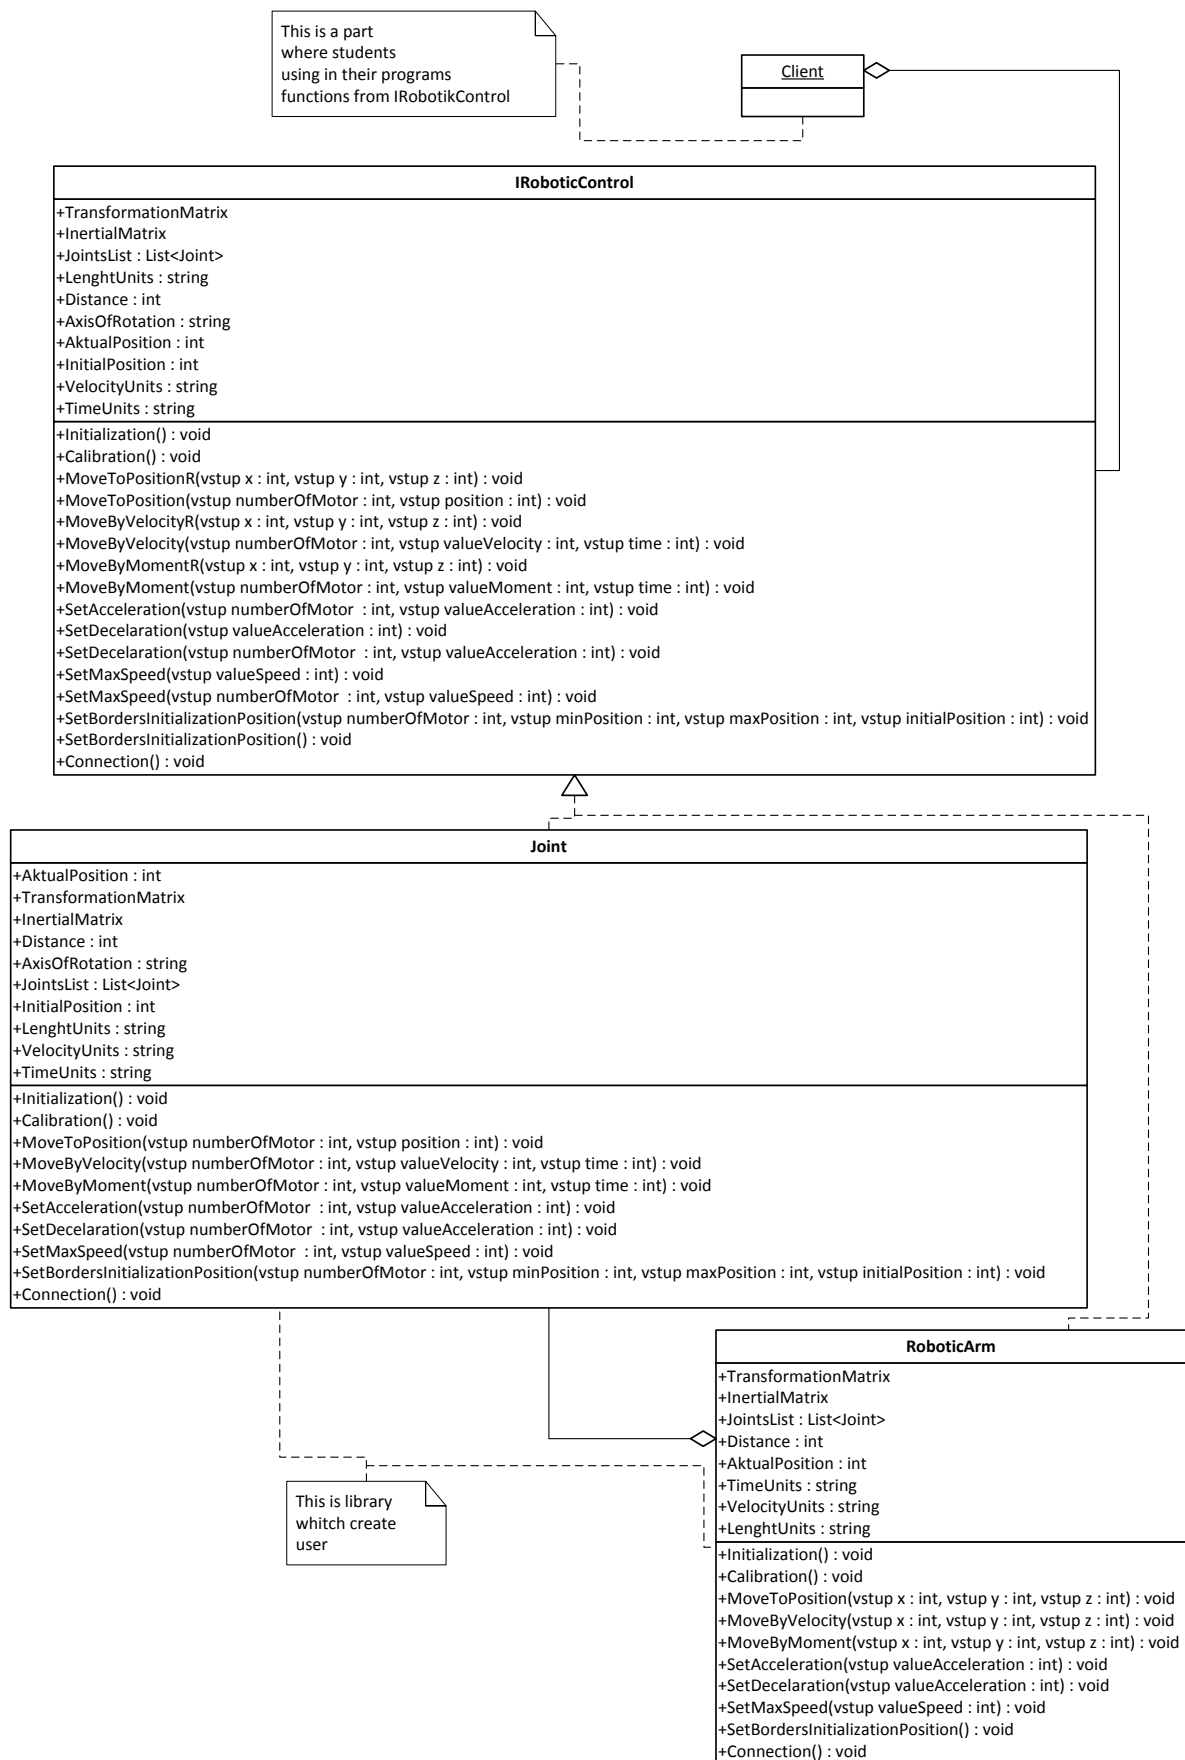 This is a part
where students
using in their programs
functions from IRobotikControl
Client
IRoboticControl
+TransformationMatrix
+InertialMatrix
+JointsList : List<Joint>
+LenghtUnits : string
+Distance : int
+AxisOfRotation : string
+AktualPosition : int
+InitialPosition : int
+VelocityUnits : string
+TimeUnits : string
+Initialization() : void
+Calibration() : void
+MoveToPositionR(vstup x : int, vstup y : int, vstup z : int) : void
+MoveToPosition(vstup numberOfMotor : int, vstup position : int) : void
+MoveByVelocityR(vstup x : int, vstup y : int, vstup z : int) : void
+MoveByVelocity(vstup numberOfMotor : int, vstup valueVelocity : int, vstup time : int) : void
+MoveByMomentR(vstup x : int, vstup y : int, vstup z : int) : void
+MoveByMoment(vstup numberOfMotor : int, vstup valueMoment : int, vstup time : int) : void
+SetAcceleration(vstup numberOfMotor  : int, vstup valueAcceleration : int) : void
+SetDecelaration(vstup valueAcceleration : int) : void
+SetDecelaration(vstup numberOfMotor  : int, vstup valueAcceleration : int) : void
+SetMaxSpeed(vstup valueSpeed : int) : void
+SetMaxSpeed(vstup numberOfMotor  : int, vstup valueSpeed : int) : void
+SetBordersInitializationPosition(vstup numberOfMotor : int, vstup minPosition : int, vstup maxPosition : int, vstup initialPosition : int) : void
+SetBordersInitializationPosition() : void
+Connection() : void
Joint
+AktualPosition : int
+TransformationMatrix
+InertialMatrix
+Distance : int
+AxisOfRotation : string
+JointsList : List<Joint>
+InitialPosition : int
+LenghtUnits : string
+VelocityUnits : string
+TimeUnits : string
+Initialization() : void
+Calibration() : void
+MoveToPosition(vstup numberOfMotor : int, vstup position : int) : void
+MoveByVelocity(vstup numberOfMotor : int, vstup valueVelocity : int, vstup time : int) : void
+MoveByMoment(vstup numberOfMotor : int, vstup valueMoment : int, vstup time : int) : void
+SetAcceleration(vstup numberOfMotor  : int, vstup valueAcceleration : int) : void
+SetDecelaration(vstup numberOfMotor  : int, vstup valueAcceleration : int) : void
+SetMaxSpeed(vstup numberOfMotor  : int, vstup valueSpeed : int) : void
+SetBordersInitializationPosition(vstup numberOfMotor : int, vstup minPosition : int, vstup maxPosition : int, vstup initialPosition : int) : void
+Connection() : void
RoboticArm
+TransformationMatrix
+InertialMatrix
+JointsList : List<Joint>
+Distance : int
+AktualPosition : int
+TimeUnits : string
+VelocityUnits : string
+LenghtUnits : string
+Initialization() : void
+Calibration() : void
+MoveToPosition(vstup x : int, vstup y : int, vstup z : int) : void
+MoveByVelocity(vstup x : int, vstup y : int, vstup z : int) : void
+MoveByMoment(vstup x : int, vstup y : int, vstup z : int) : void
+SetAcceleration(vstup valueAcceleration : int) : void
+SetDecelaration(vstup valueAcceleration : int) : void
+SetMaxSpeed(vstup valueSpeed : int) : void
+SetBordersInitializationPosition() : void
+Connection() : void
This is library
whitch create
user